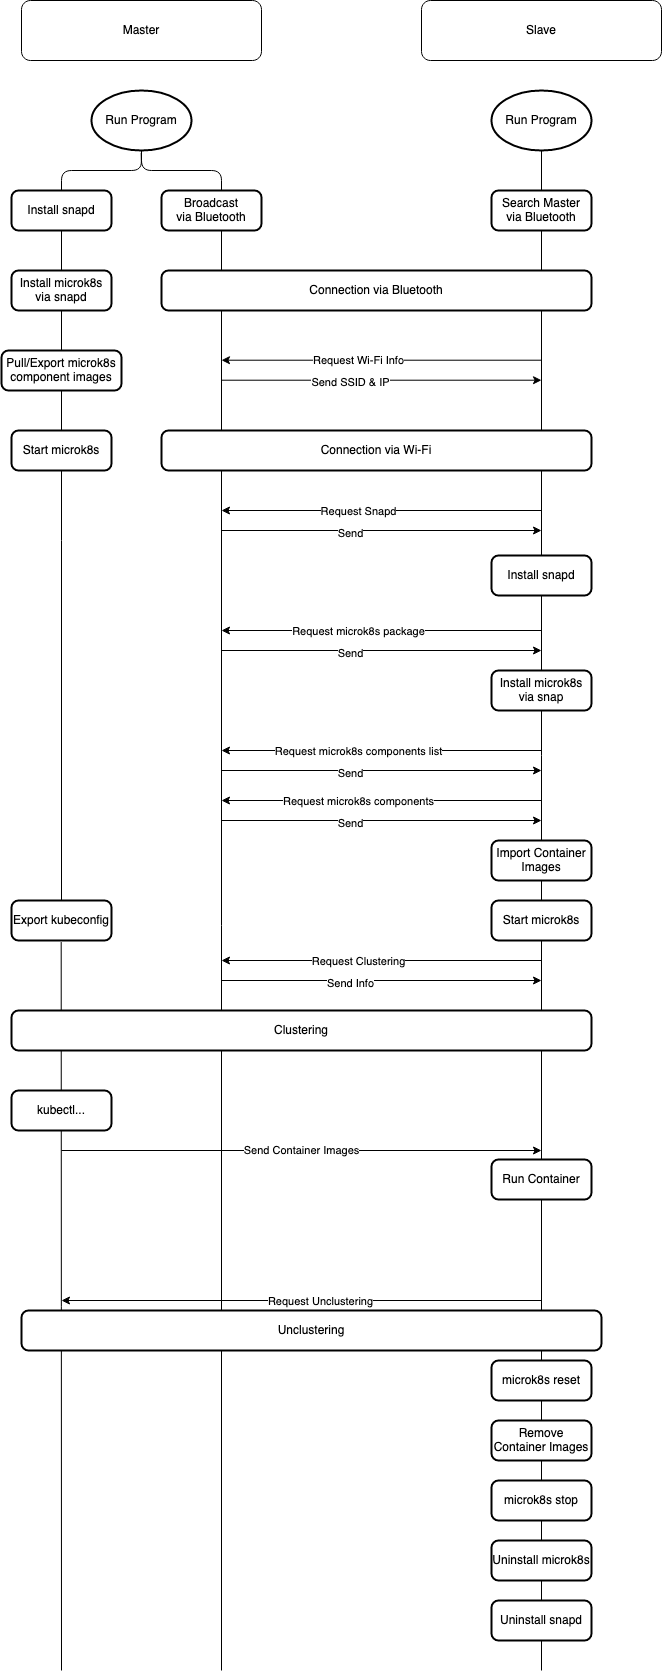 Master
Slave
Run Program
Run Program
Install snapd
Broadcast
via Bluetooth
Search Master
via Bluetooth
Install microk8s
via snapd
Connection via Bluetooth
Pull/Export microk8s
component images
Request Wi-Fi Info
Send SSID & IP
Start microk8s
Connection via Wi-Fi
Request Snapd
Send
Install snapd
Request microk8s package
Send
Install microk8s
via snap
Request microk8s components list
Send
Request microk8s components
Send
Import Container
Images
Export kubeconfig
Start microk8s
Request Clustering
Send Info
Clustering
kubectl...
Send Container Images
Run Container
Request Unclustering
Unclustering
microk8s reset
Remove
Container Images
microk8s stop
Uninstall microk8s
Uninstall snapd